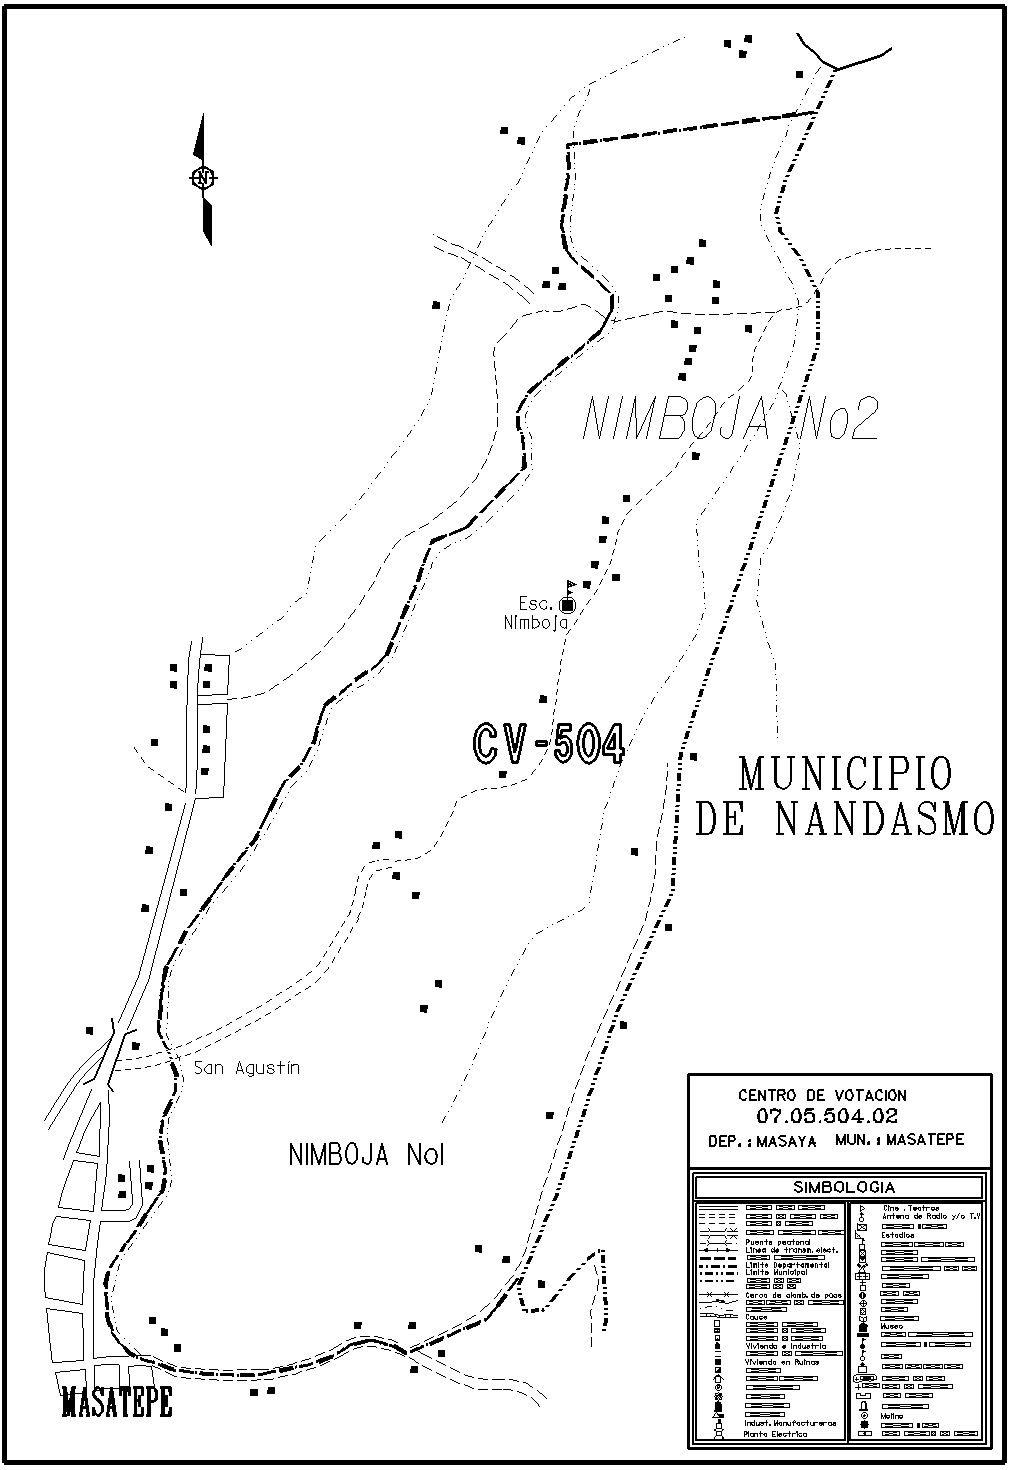 N
NIMBOJA No2
Esc.
Nimboja
CV-504
MUNICIPIO
DE NANDASMO
San Agustín
NIMBOJA No1
MASATEPE
CENTRO DE VOTACION
07.05.504.02
DEP.: MASAYA MUN.: MASATEPE
SIMBOLOGIA
Puente peatonal
Linea de transm. elect.
Limite Departamental
Limite Municipal
Cerca de alamb. de puas
Cauce
Vivienda e Industria
Vivienda en Ruinas
Indust. Manufactureras
Planta Electrica
Cine . Teatros
Antena de Radio y/o T.V
Estadios
Museo
Molino